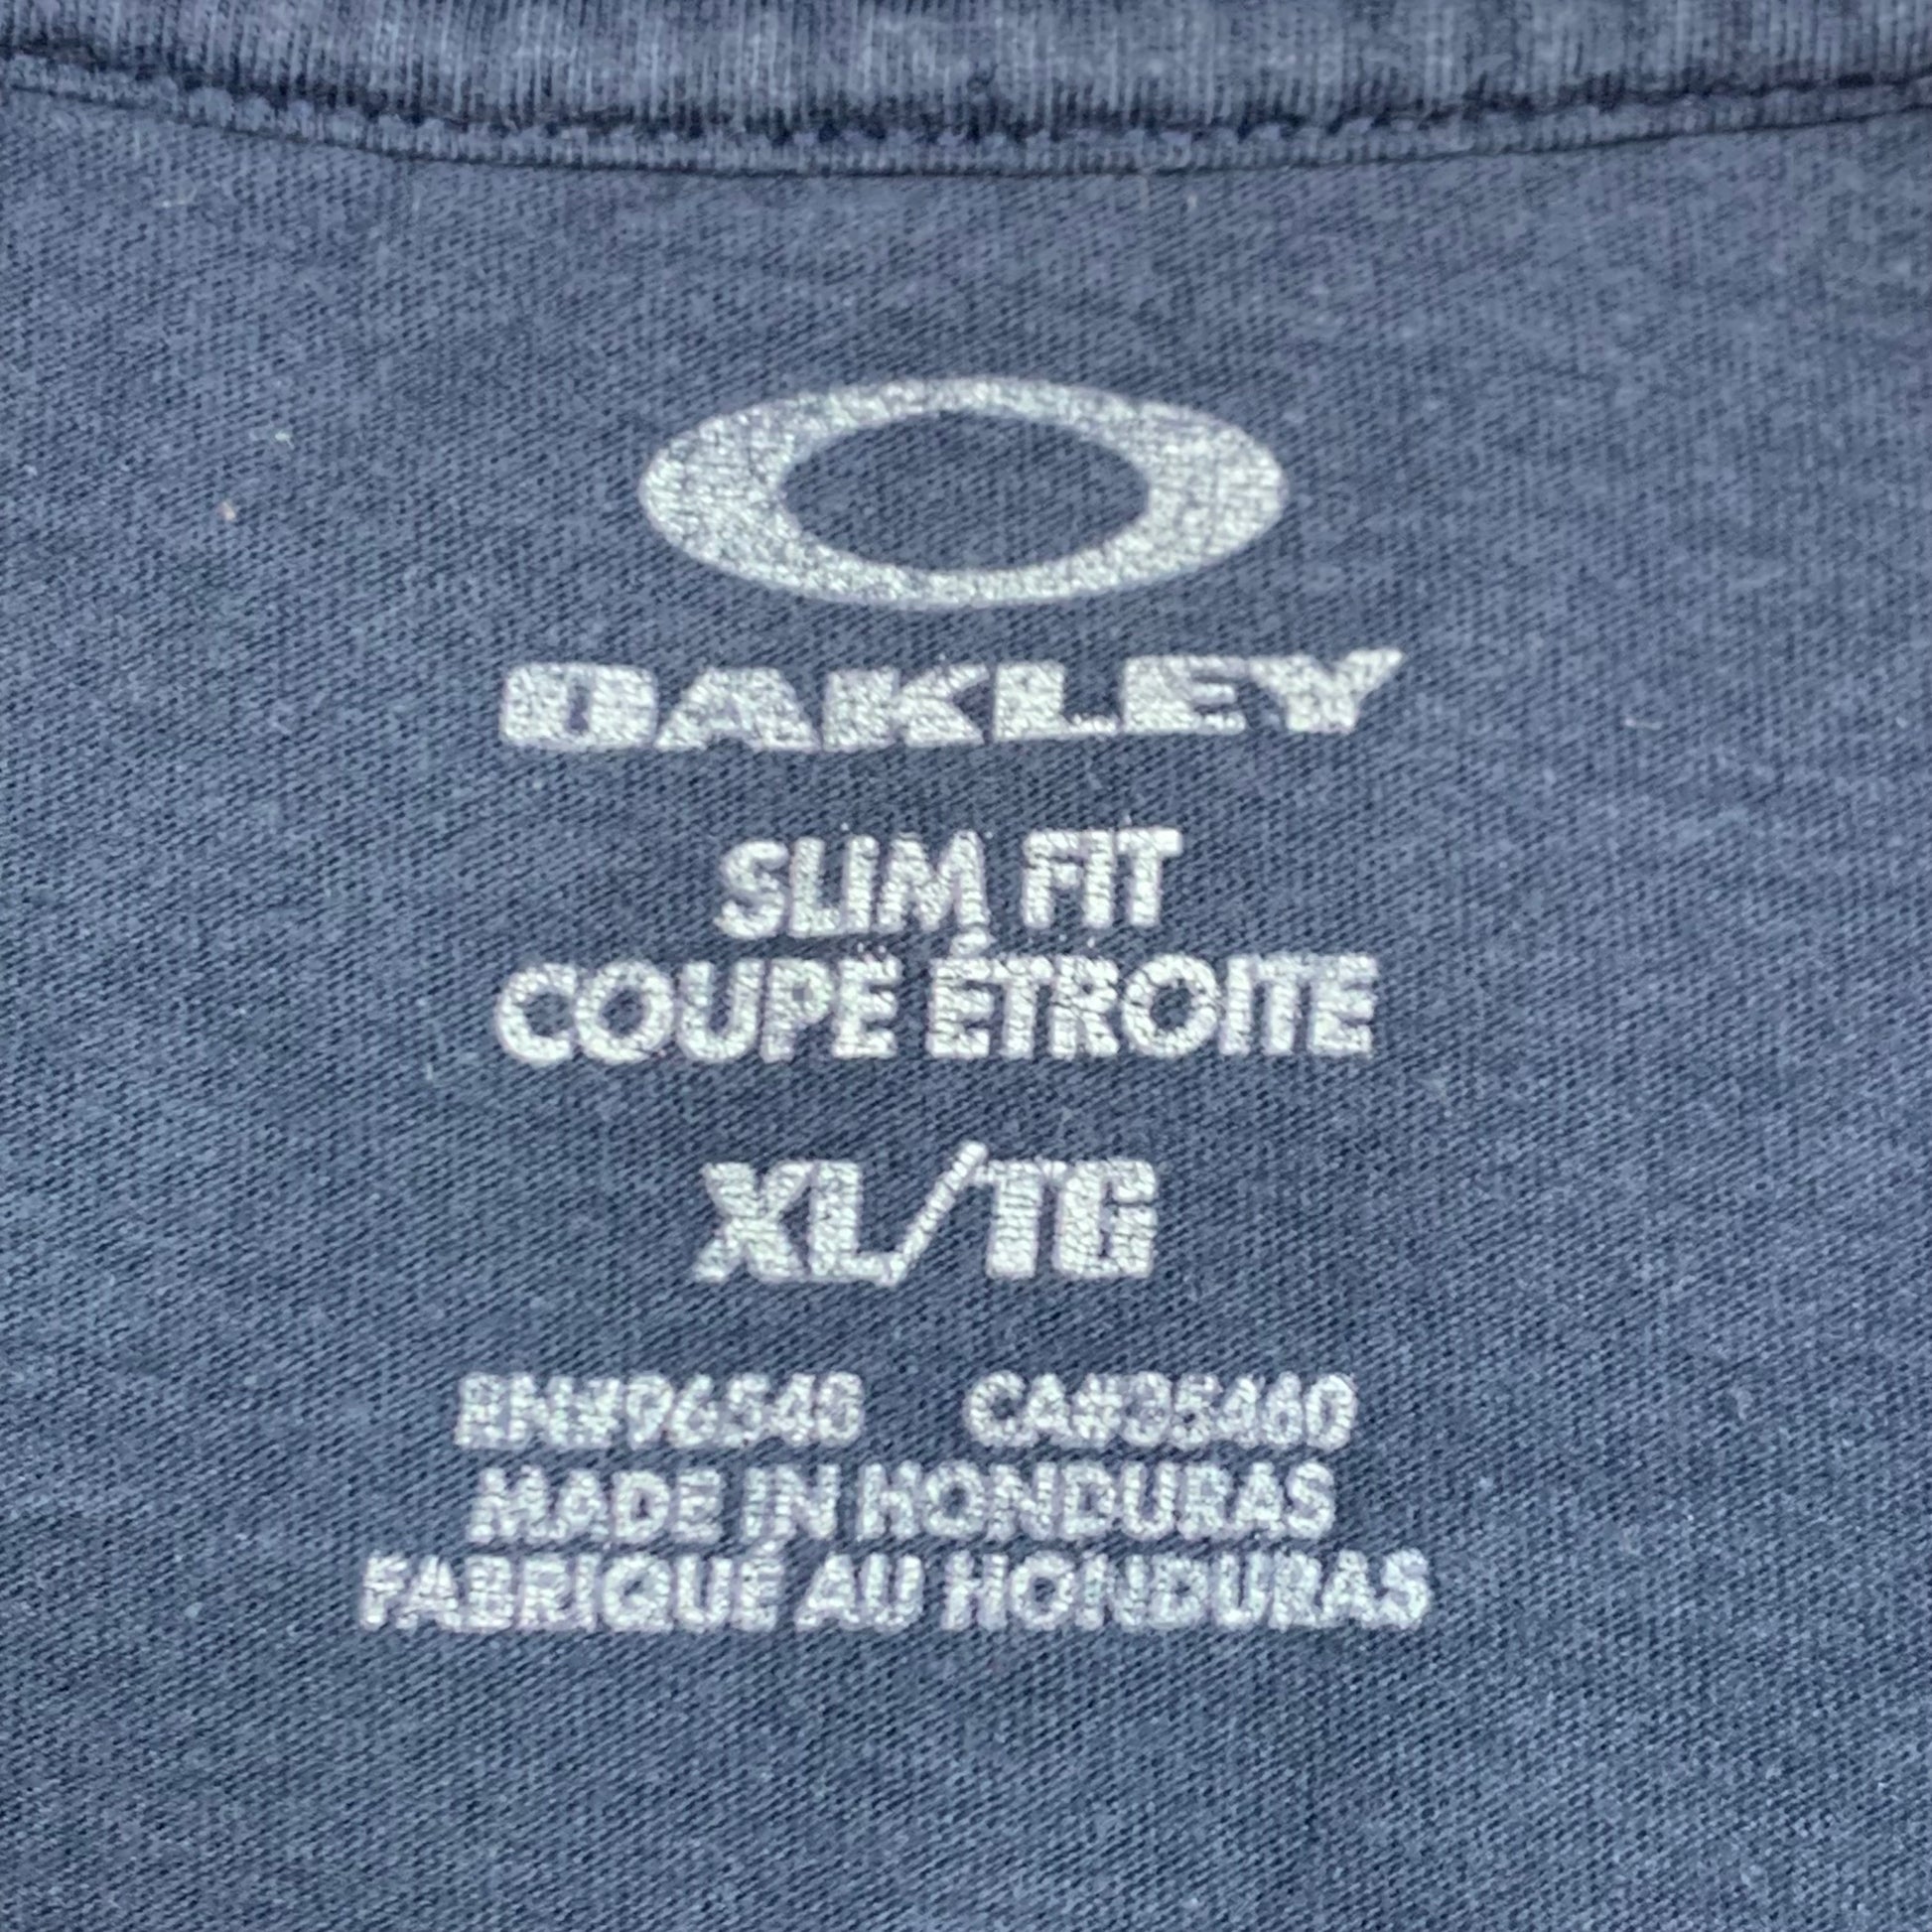 OAKLEY
SLIM FIT
COUPE ÉTROITE
XL/TG
RN#96548 CA#35460
MADE IN HONDURAS
FABRIQUÉ AU HONDURAS